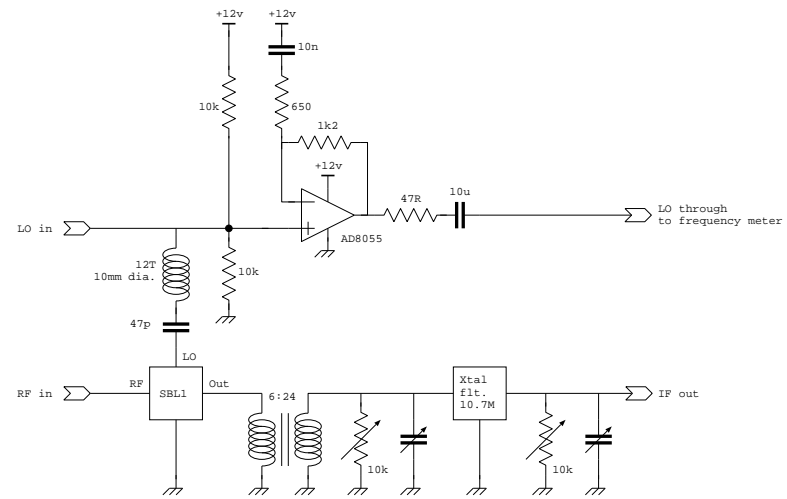 +12v
+12v
10n
10k
650
1k2
+12v
47R
10u
LO through
to frequency meter
LO in
AD8055
12T
10mm dia.
10k
47p
LO
RF in
RF
SBL1
Out
6:24
Xtal
flt.
10.7M
IF out
10k
10k